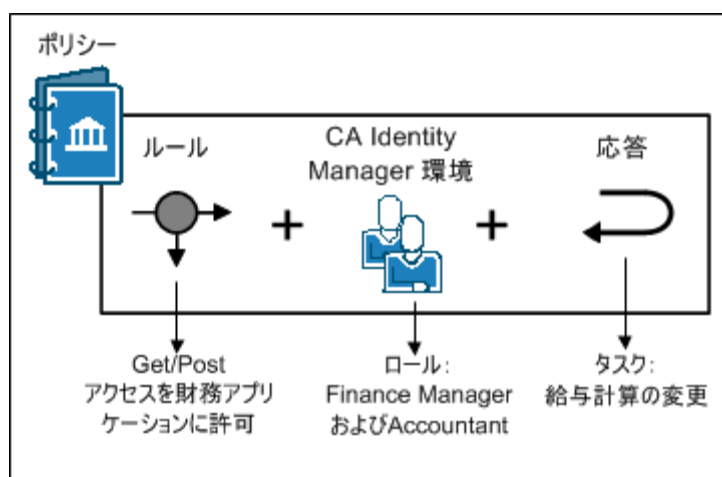 ポリシー
ルール
CA Identity
Manager 環境
応答
Get/Post
アクセスを財務アプリ
ケーションに許可
ロール:
Finance Manager
およびAccountant
タスク:
給与計算の変更